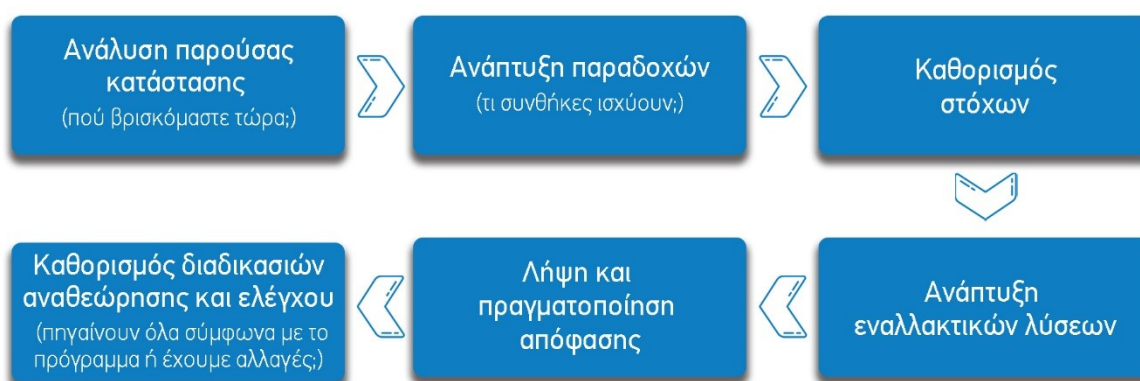 Ανάλυση παρούσας
κατάστασης
(πού βρισκόμαστε τώρα;)
Ανάπτυξη παραδοχών
(τι συνθήκες ισχύουν;)
Καθορισμός
στόχων
Ανάπτυξη
εναλλακτικών λύσεων
Λήψη και
πραγματοποίηση
απόφασης
Καθορισμός διαδικασιών
αναθεώρησης και ελέγχου
(πηγαίνουν όλα σύμφωνα με το
πρόγραμμα ή έχουμε αλλαγές;)